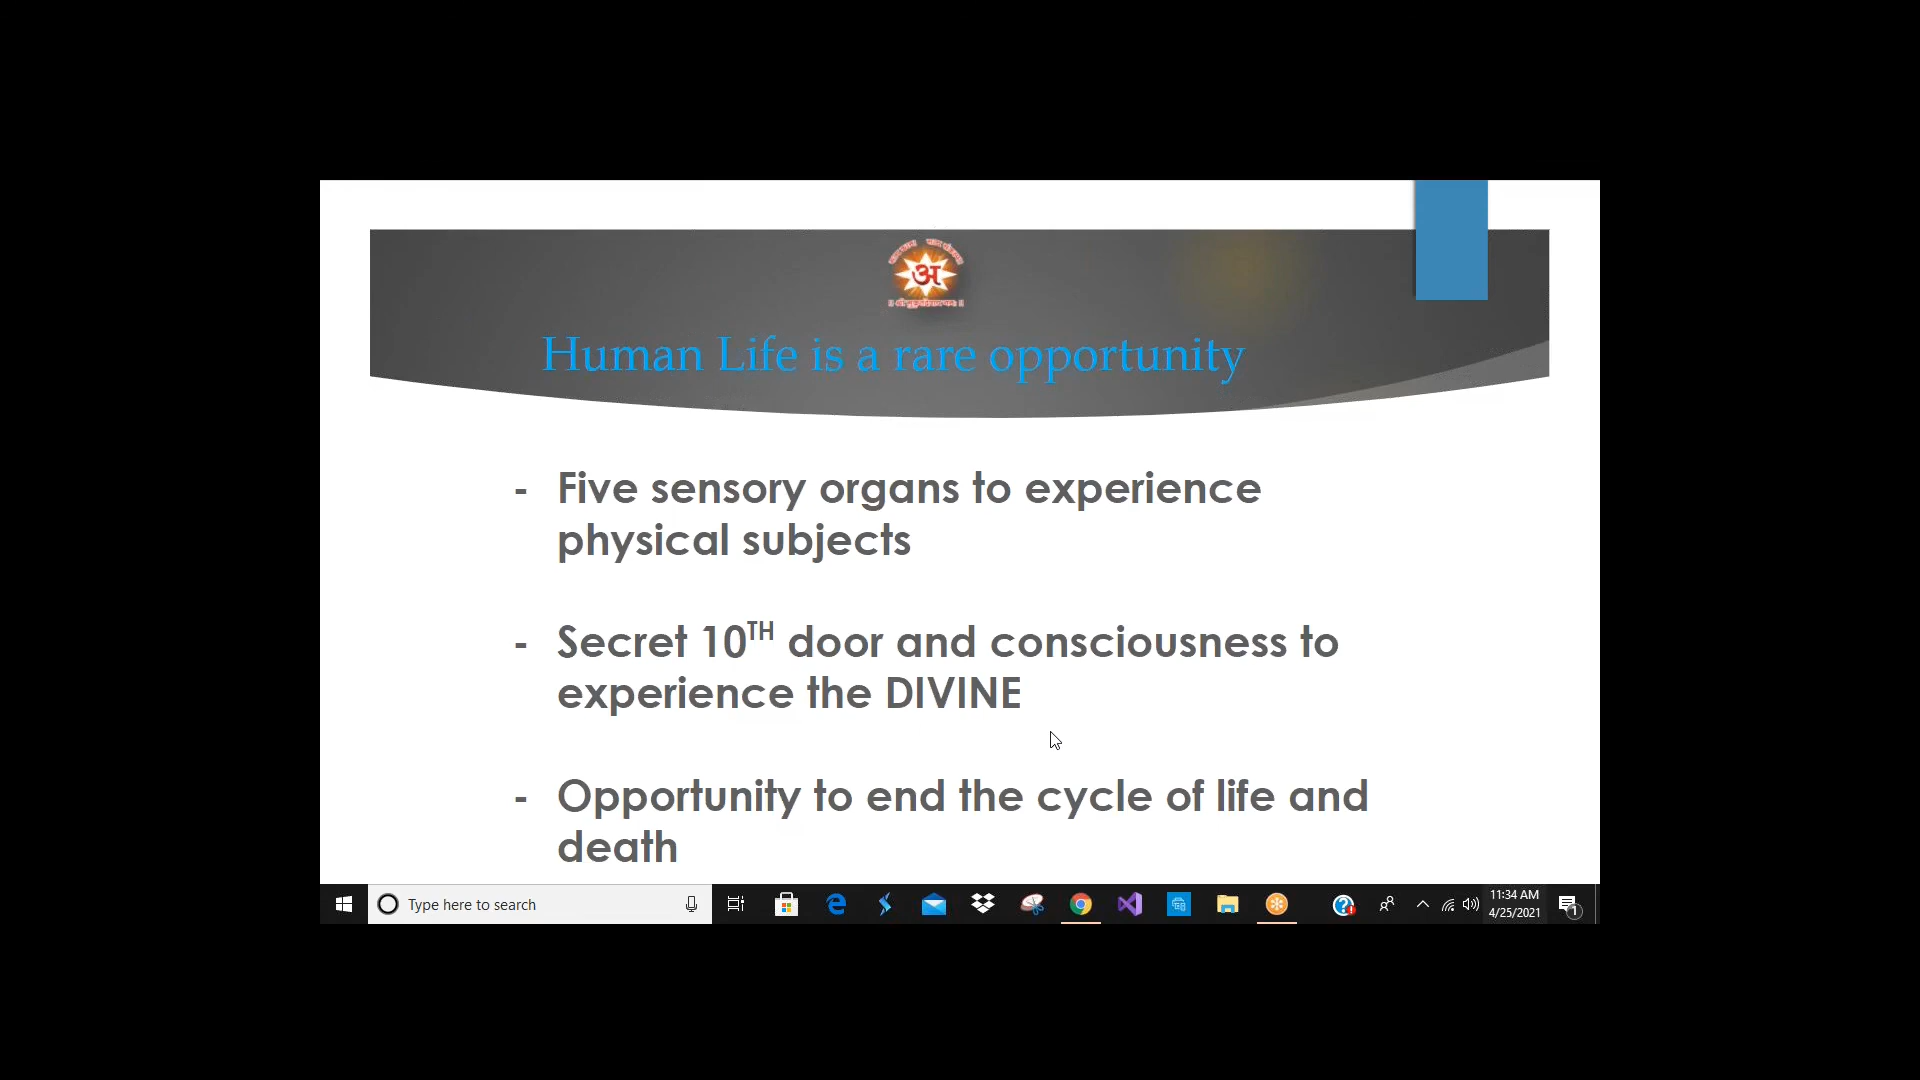 अ
Human Life is a rare opportunity
- Five sensory organs to experience
physical subjects
- Secret 10TH door and consciousness to
experience the DIVINE
- Opportunity to end the cycle of life and
death
Type here to search
11:34 AM
4/25/2021
1